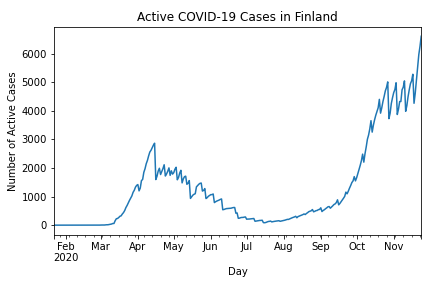 Active COVID-19 Cases in Finland
Number of Active Cases
6000
5000
4000
3000
2000
1000
0
Feb Mar Apr May Jun Jul Aug Sep Oct Nov
2020
Day